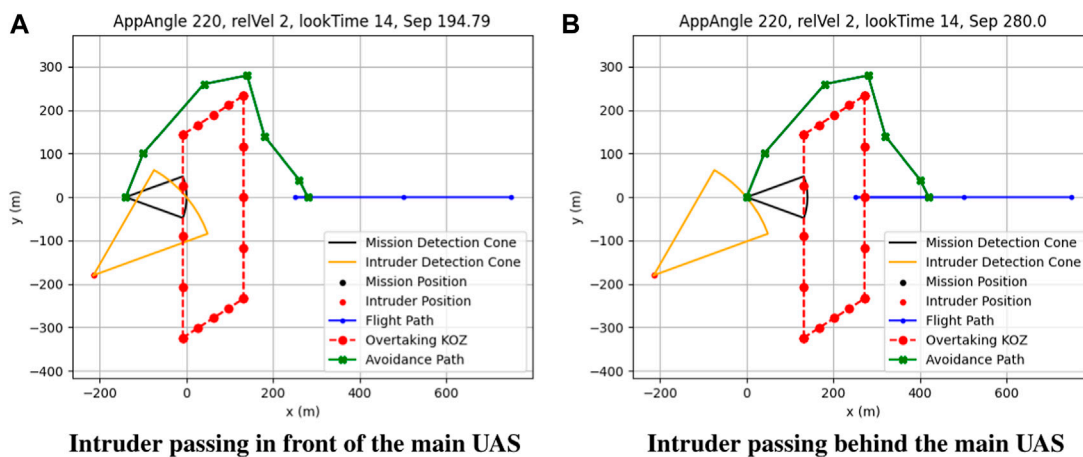 A
AppAngle 220, relVel 2, lookTime 14, Sep 194.79
300
200
100
0
−100
−200
−300
−400
y (m)
−200
0
200
400
600
x (m)
Mission Detection Cone
Intruder Detection Cone
Mission Position
Intruder Position
Flight Path
Overtaking KOZ
Avoidance Path
Intruder passing in front of the main UAS
B
AppAngle 220, relVel 2, lookTime 14, Sep 280.0
300
200
100
0
−100
−200
−300
−400
y (m)
−200
0
200
400
600
x (m)
Mission Detection Cone
Intruder Detection Cone
Mission Position
Intruder Position
Flight Path
Overtaking KOZ
Avoidance Path
Intruder passing behind the main UAS